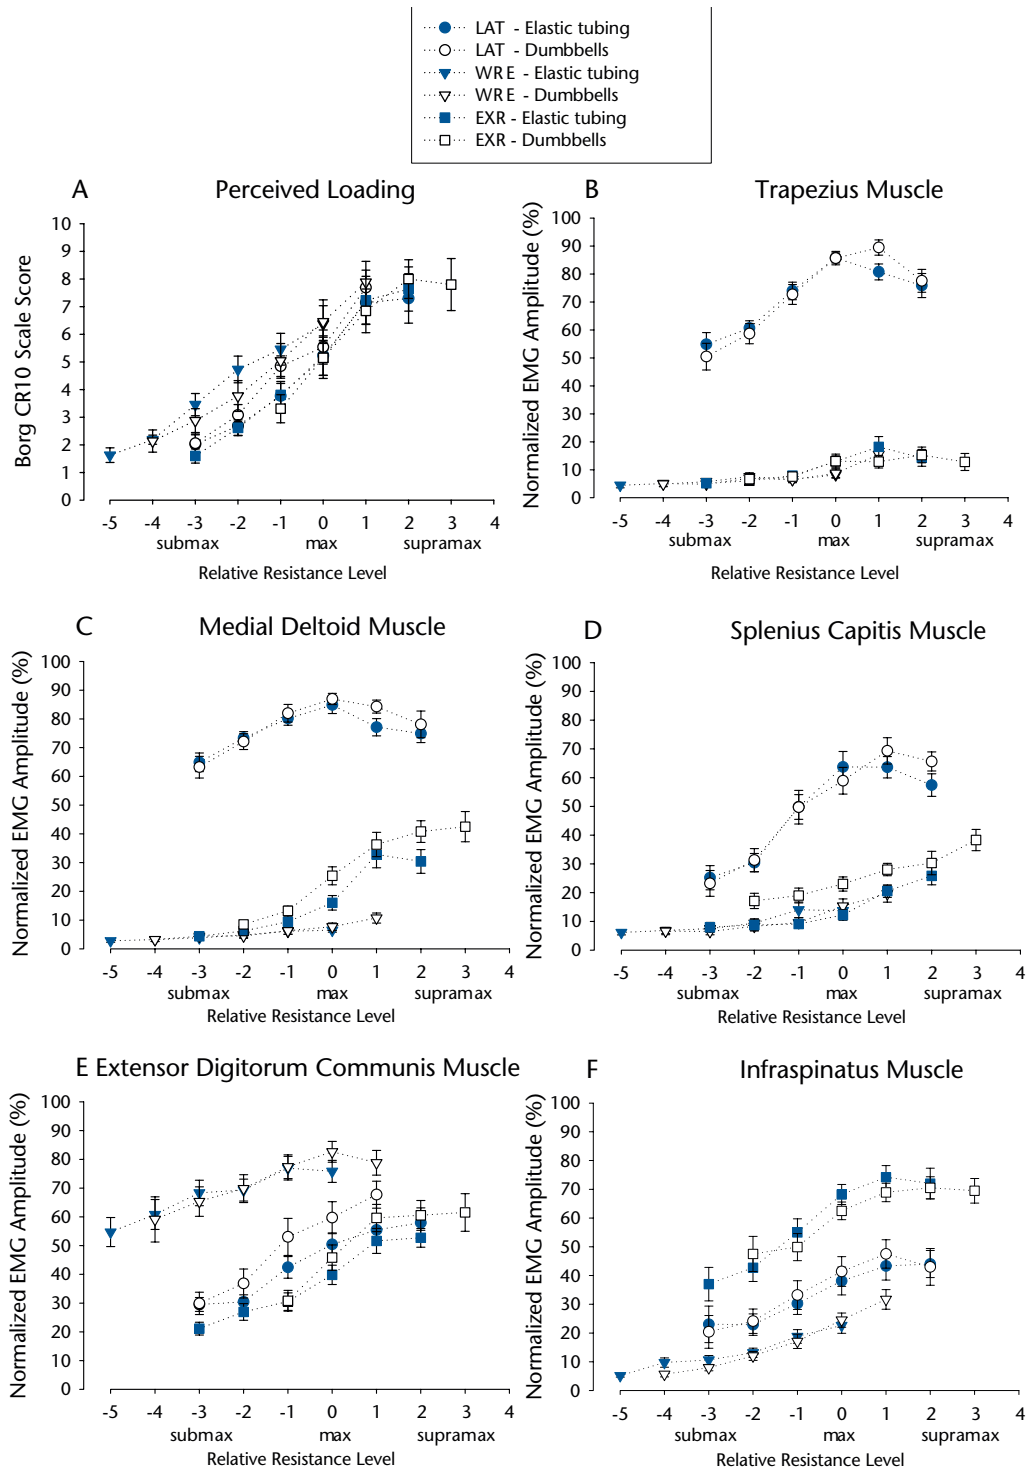 LAT - Elastic tubing
LAT - Dumbbells
WRE - Elastic tubing
WRE - Dumbbells
EXR - Elastic tubing
EXR - Dumbbells
A Perceived Loading
Borg CR10 Scale Score
10
9
8
7
6
5
4
3
2
1
0
-5 -4 -3 -2 -1 0 1 2 3 4
submax max supramax
Relative Resistance Level
B Trapezius Muscle
Normalized EMG Amplitude (%)
100
90
80
70
60
50
40
30
20
10
0
-5 -4 -3 -2 -1 0 1 2 3 4
submax max supramax
Relative Resistance Level
C Medial Deltoid Muscle
Normalized EMG Amplitude (%)
100
90
80
70
60
50
40
30
20
10
0
-5 -4 -3 -2 -1 0 1 2 3 4
submax max supramax
Relative Resistance Level
D Splenius Capitis Muscle
Normalized EMG Amplitude (%)
100
90
80
70
60
50
40
30
20
10
0
-5 -4 -3 -2 -1 0 1 2 3 4
submax max supramax
Relative Resistance Level
E Extensor Digitorum Communis Muscle
Normalized EMG Amplitude (%)
100
90
80
70
60
50
40
30
20
10
0
-5 -4 -3 -2 -1 0 1 2 3 4
submax max supramax
Relative Resistance Level
F Infraspinatus Muscle
Normalized EMG Amplitude (%)
100
90
80
70
60
50
40
30
20
10
0
-5 -4 -3 -2 -1 0 1 2 3 4
submax max supramax
Relative Resistance Level